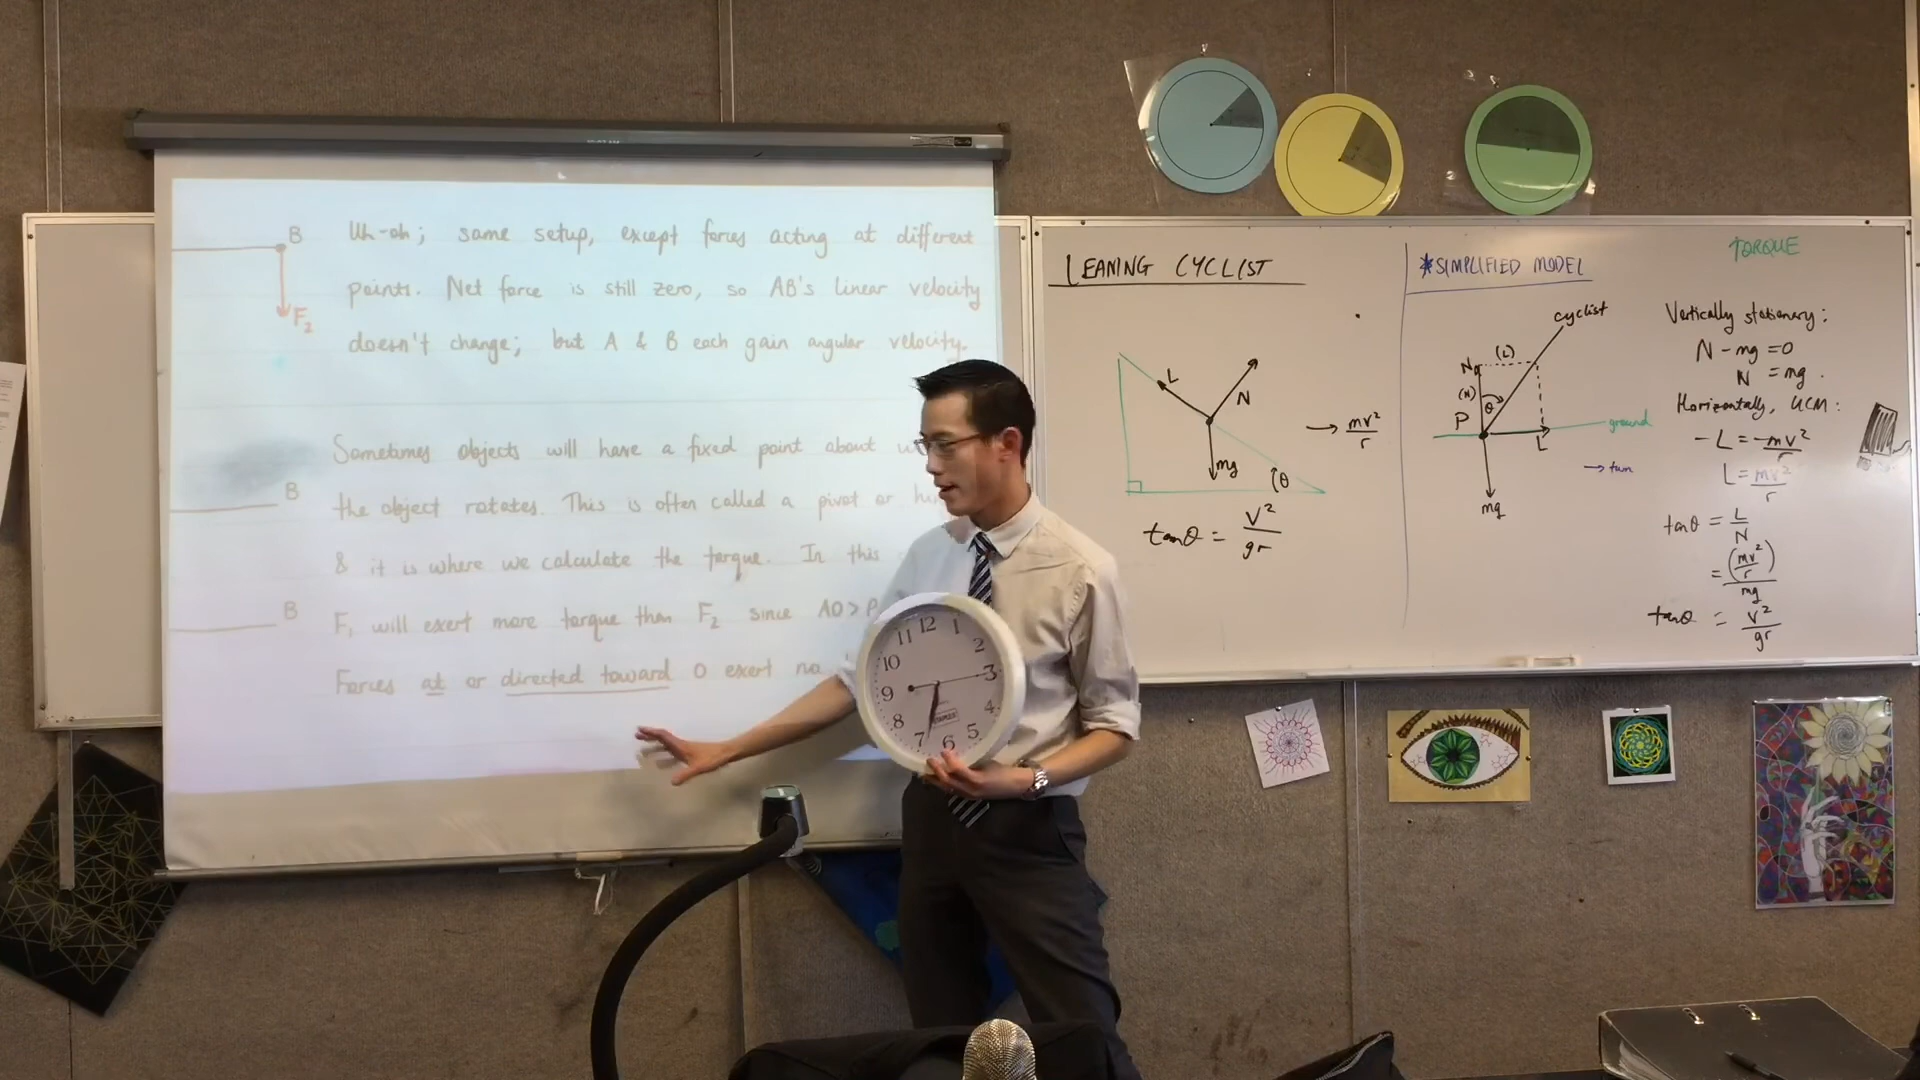 B
F2
Uh-oh; same setup, except forces acting at different
points. Net force is still zero, so AB's linear velocity
doesn't change; but A & B each gain angular velocity.
Sometimes objects will have a fixed point about
B
the object rotates. This is often called a pivot or
& it is where we calculate the torque. In this
B
F1 will exert more torque than F2 since AO >
Forces at or directed toward O exert no
12
1
2
3
4
5
6
7
8
9
10
11
LEANING CYCLIST
L
N
mg
θ
→ mv²/r
tanθ = v²/gr
*SIMPLIFIED MODEL
cyclist
N
(L)
(N)
θ
P
ground
L
mg
→ turn
TORQUE
Vertically stationary:
N - mg = 0
N = mg.
Horizontally, UCM:
-L = -mv²/r
L = mv²/r
tanθ = L/N
= (mv²/r)/mg
tanθ = v²/gr